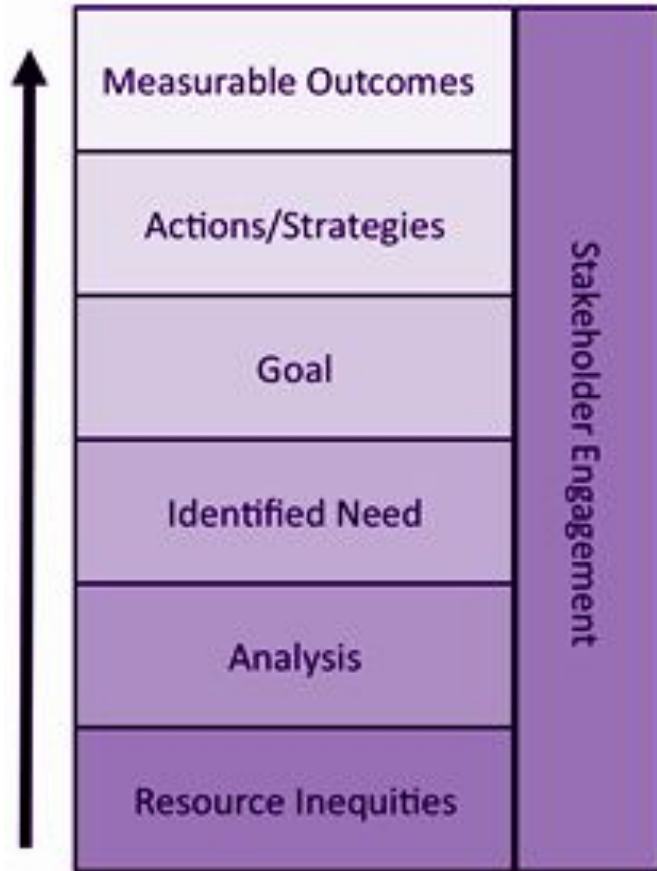 Measurable Outcomes
Actions/Strategies
Goal
Identified Need
Analysis
Resource Inequities
Stakeholder Engagement